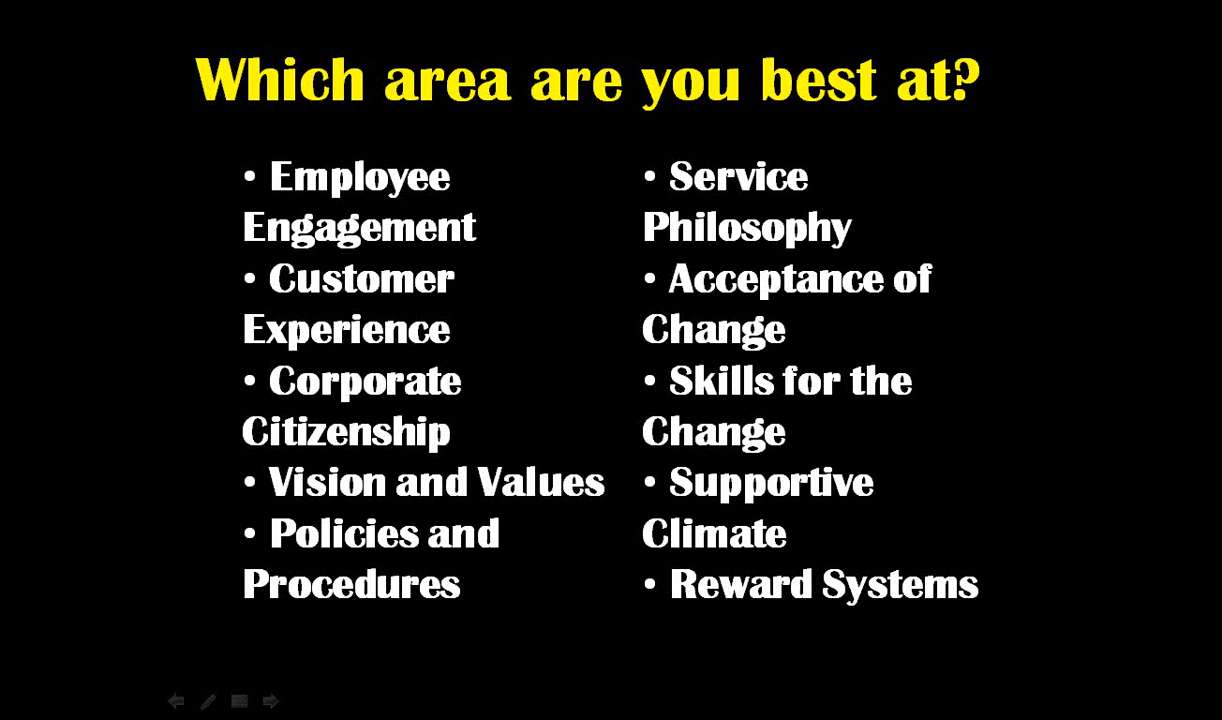 Which area are you best at?
• Employee
Engagement
• Customer
Experience
• Corporate
Citizenship
• Vision and Values
• Policies and
Procedures
• Service
Philosophy
• Acceptance of
Change
• Skills for the
Change
• Supportive
Climate
• Reward Systems